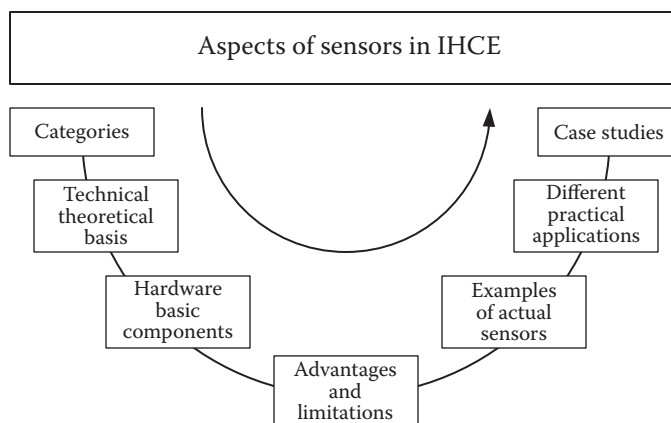 Aspects of sensors in IHCE
Categories
Technical
theoretical
basis
Hardware
basic
components
Advantages
and
limitations
Examples
of actual
sensors
Different
practical
applications
Case studies